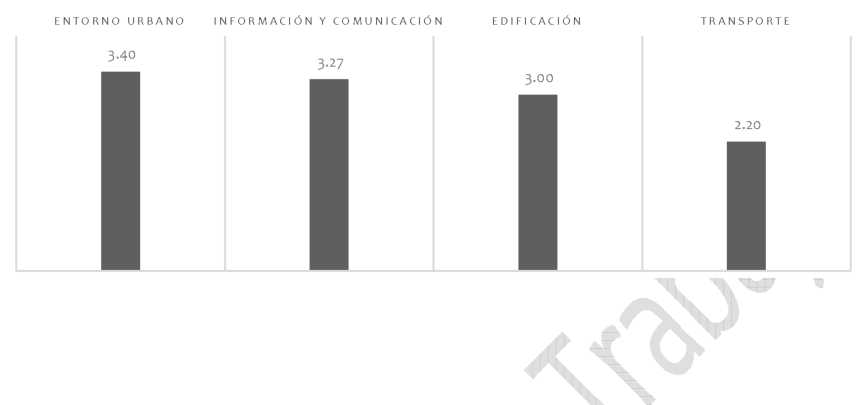 ENTORNO URBANO INFORMACIÓN Y COMUNICACIÓN EDIFICACIÓN TRANSPORTE
3.40
3.27
3.00
2.20